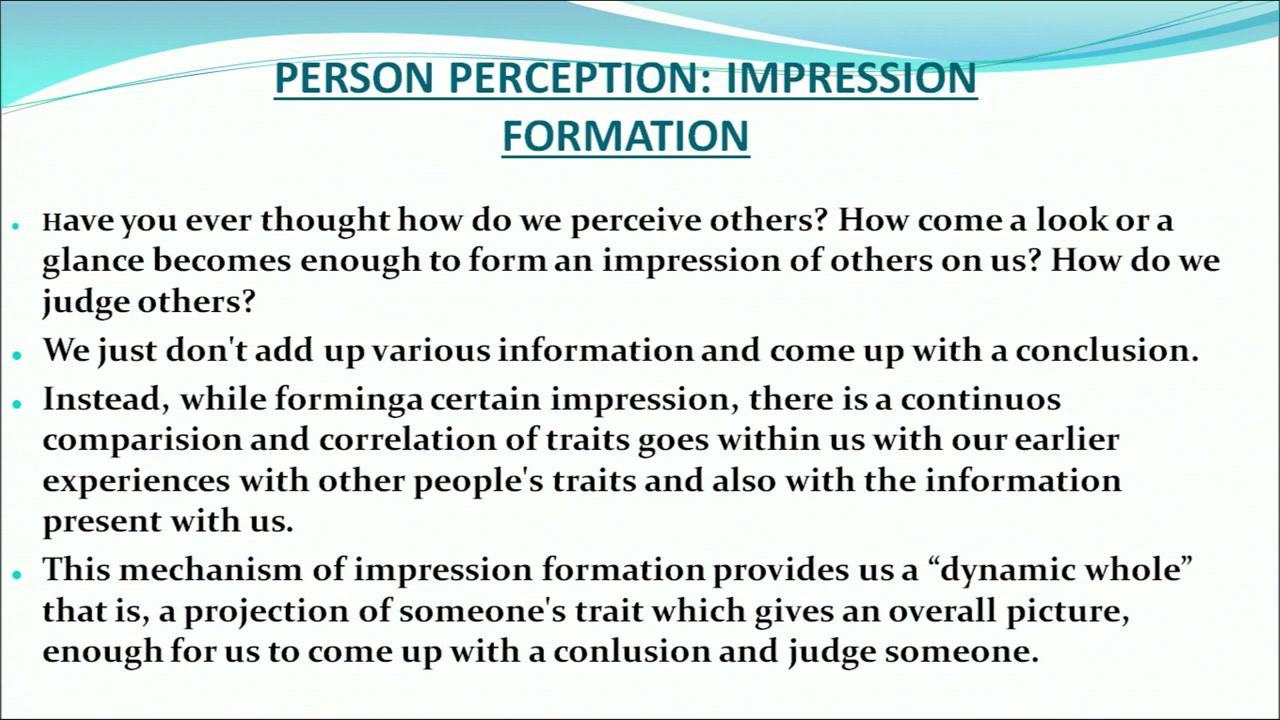 PERSON PERCEPTION: IMPRESSION
FORMATION
Have you ever thought how do we perceive others? How come a look or a
glance becomes enough to form an impression of others on us? How do we
judge others?
We just don't add up various information and come up with a conclusion.
Instead, while forminga certain impression, there is a continuos
comparision and correlation of traits goes within us with our earlier
experiences with other people's traits and also with the information
present with us.
This mechanism of impression formation provides us a “dynamic whole”
that is, a projection of someone's trait which gives an overall picture,
enough for us to come up with a conlusion and judge someone.